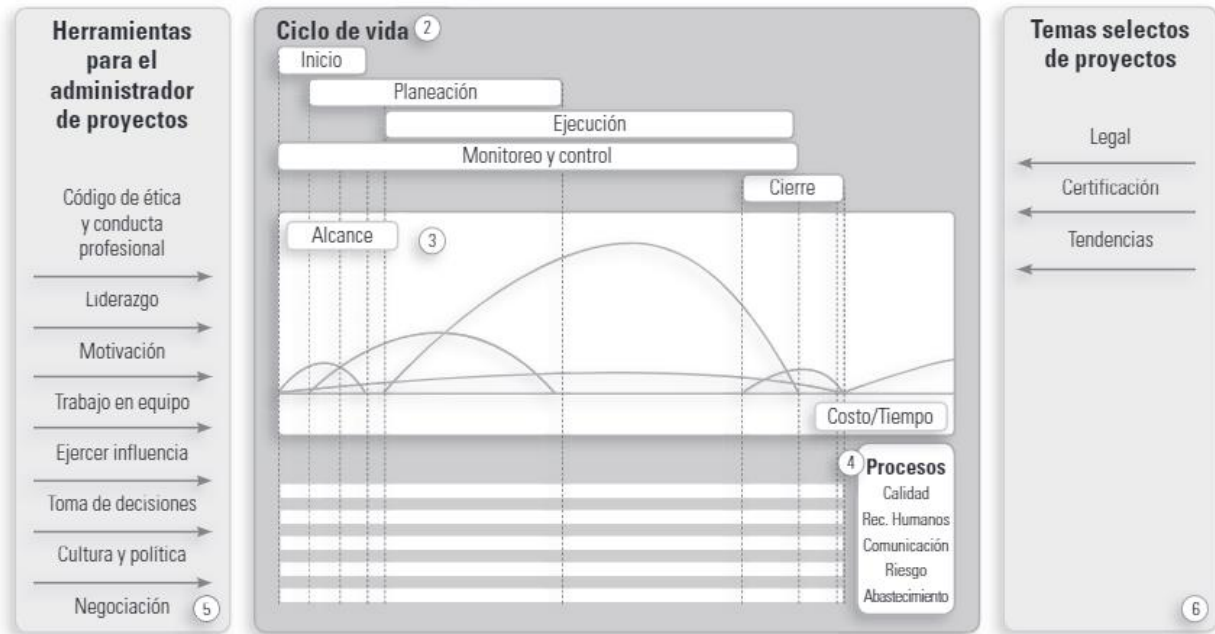 Herramientas
para el
administrador
de proyectos
Código de ética
y conducta
profesional
Liderazgo
Motivación
Trabajo en equipo
Ejercer influencia
Toma de decisiones
Cultura y política
Negociación 5
Ciclo de vida 2
Inicio
Planeación
Ejecución
Monitoreo y control
Cierre
Alcance 3
Costo/Tiempo
4 Procesos
Calidad
Rec. Humanos
Comunicación
Riesgo
Abastecimiento
Temas selectos
de proyectos
Legal
Certificación
Tendencias
6